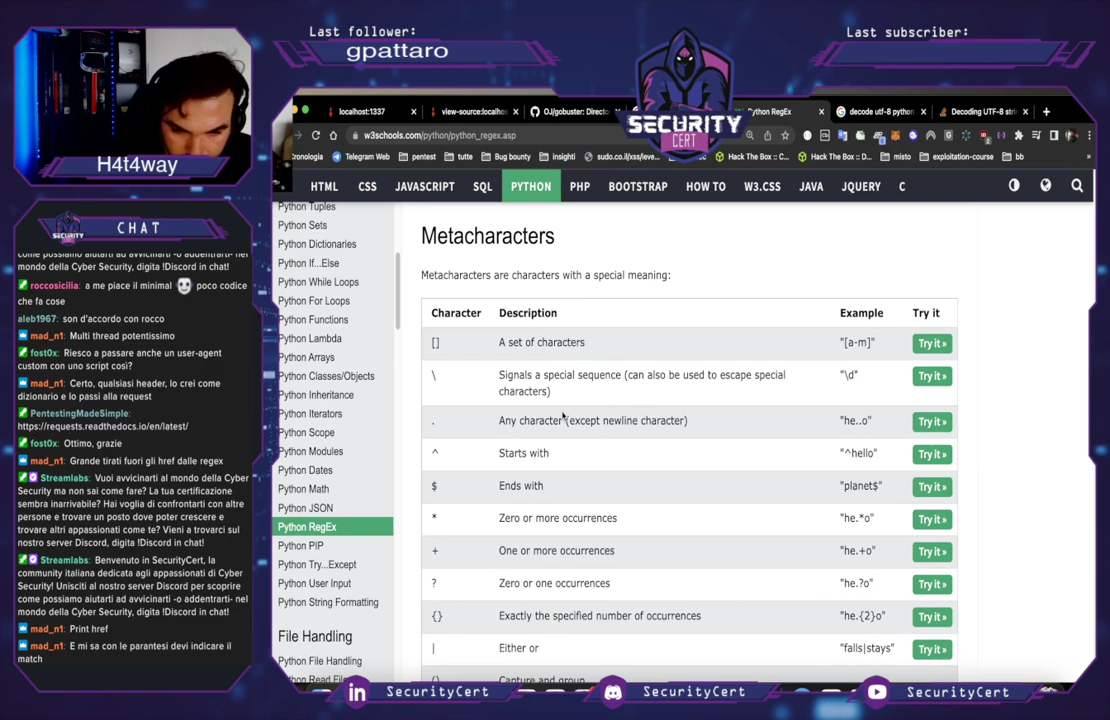 Last follower:
gpattaro
Last subscriber:
SECURITY
CERT
H4t4way
CHAT
mondo della Cyber Security, digita !Discord in chat!
roccosicilia: a me piace il minimal poco codice
che fa cose
aleb1967: son d'accordo con rocco
mad_n1: Multi thread potentissimo
fost0x: Riesco a passare anche un user-agent
custom con uno script così?
mad_n1: Certo, qualsiasi header, lo crei come
dizionario e lo passi alla request
PentestingMadeSimple:
https://requests.readthedocs.io/en/latest/
fost0x: Ottimo, grazie
mad_n1: Grande tirati fuori gli href dalle regex
Streamlabs: Vuoi avvicinarti al mondo della Cyber
Security ma non sai come fare? La tua certificazione
sembra inarrivabile? Hai voglia di confrontarti con altre
persone e trovare un posto dove poter crescere e
trovare altri appassionati come te? Vieni a trovarci sul
nostro server Discord, digita !Discord in chat!
Streamlabs: Benvenuto in SecurityCert, la
community italiana dedicata agli appassionati di Cyber
Security! Unisciti al nostro server Discord per scoprire
come possiamo aiutarti ad avvicinarti -o addentrarti- nel
mondo della Cyber Security, digita !Discord in chat!
mad_n1: Print href
mad_n1: E mi sa con le parantesi devi indicare il
match
localhost:1337
view-source:localhos
OJ/gobuster: Directo
Python RegEx
decode utf-8 python
Decoding UTF-8 stri
w3schools.com/python/python_regex.asp
Cronologia
Telegram Web
pentest
tutte
Bug bounty
insighti
sudo.co.il/xss/leve...
Hack The Box :: C...
Hack The Box :: D...
misto
exploitation-course
bb
HTML CSS JAVASCRIPT SQL PYTHON PHP BOOTSTRAP HOW TO W3.CSS JAVA JQUERY C
Python Tuples
Python Sets
Python Dictionaries
Python If...Else
Python While Loops
Python For Loops
Python Functions
Python Lambda
Python Arrays
Python Classes/Objects
Python Inheritance
Python Iterators
Python Scope
Python Modules
Python Dates
Python Math
Python JSON
Python RegEx
Python PIP
Python Try...Except
Python User Input
Python String Formatting
File Handling
Python File Handling
Python Read Files
Metacharacters
Metacharacters are characters with a special meaning:
Character Description Example Try it
[] A set of characters "[a-m]" Try it »
\ Signals a special sequence (can also be used to escape special
characters) "\d" Try it »
. Any character (except newline character) "he..o" Try it »
^ Starts with "^hello" Try it »
$ Ends with "planet$" Try it »
* Zero or more occurrences "he.*o" Try it »
+ One or more occurrences "he.+o" Try it »
? Zero or one occurrences "he.?o" Try it »
{} Exactly the specified number of occurrences "he.{2}o" Try it »
| Either or "falls|stays" Try it »
() Capture and group
in SecurityCert
SecurityCert
SecurityCert